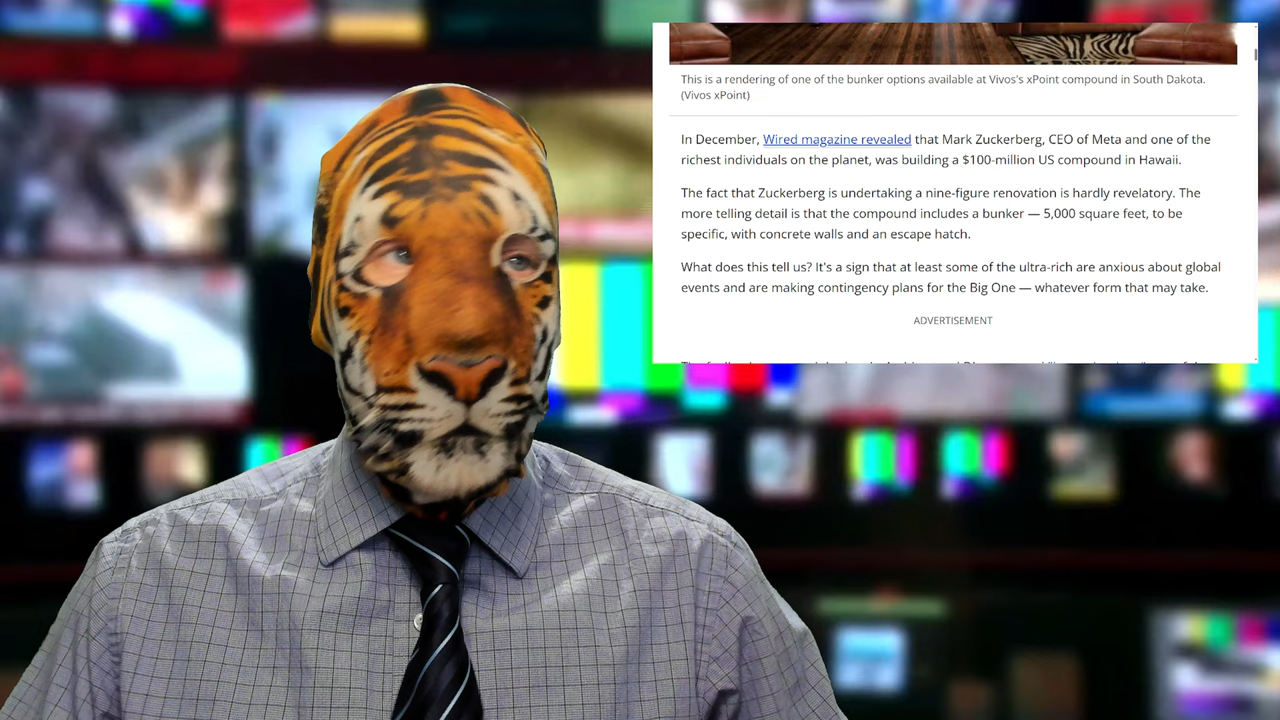 This is a rendering of one of the bunker options available at Vivos's xPoint compound in South Dakota.
(Vivos xPoint)
In December, Wired magazine revealed that Mark Zuckerberg, CEO of Meta and one of the
richest individuals on the planet, was building a $100-million US compound in Hawaii.
The fact that Zuckerberg is undertaking a nine-figure renovation is hardly revelatory. The
more telling detail is that the compound includes a bunker — 5,000 square feet, to be
specific, with concrete walls and an escape hatch.
What does this tell us? It's a sign that at least some of the ultra-rich are anxious about global
events and are making contingency plans for the Big One — whatever form that may take.
ADVERTISEMENT